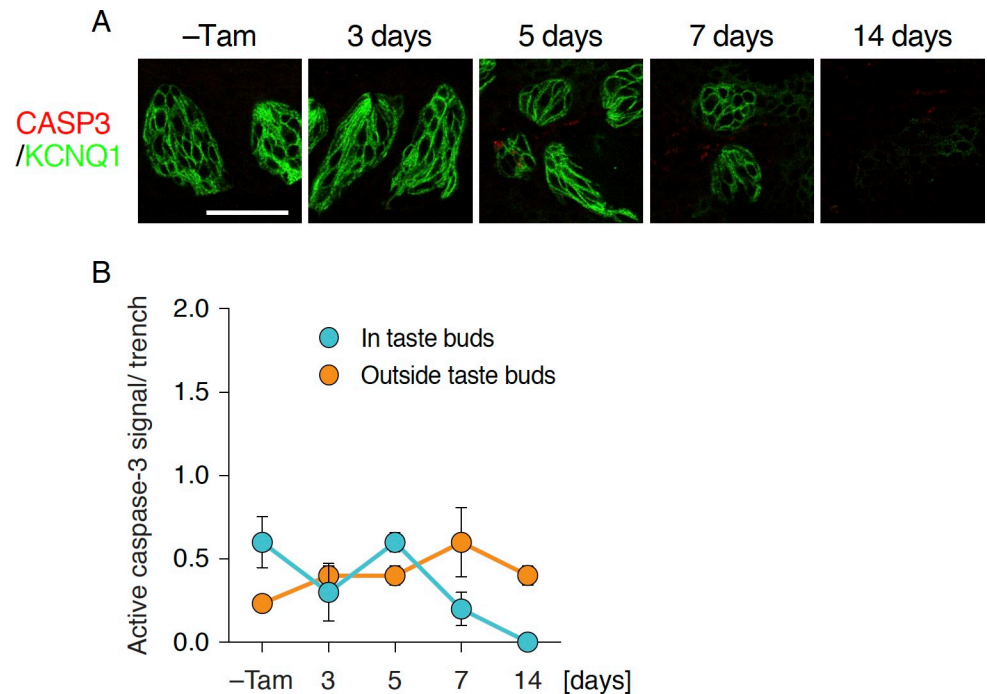 A
–Tam 3 days 5 days 7 days 14 days
CASP3
/KCNQ1
B
Active caspase-3 signal/ trench
2.0
1.5
1.0
0.5
0.0
In taste buds
Outside taste buds
–Tam 3 5 7 14 [days]